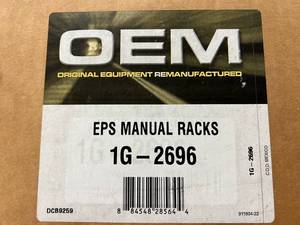 OEM
ORIGINAL EQUIPMENT REMANUFACTURED
EPS MANUAL RACKS
1G-2696
1G-2696
DCB9259
8 84548 28564 4